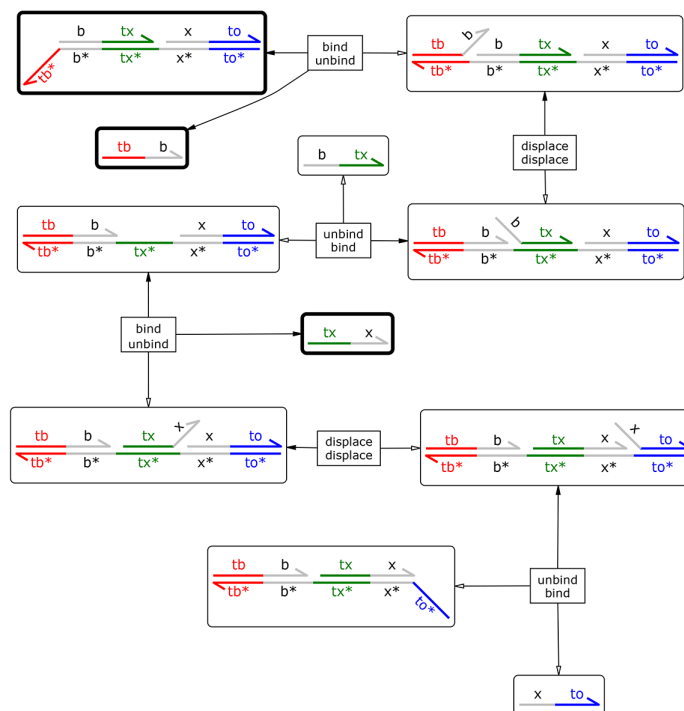 b tx x to
tb* b* tx* x* to*
bind
unbind
tb b b tx x to
tb* b* tx* x* to*
tb b
displace
displace
b tx
tb b x to
tb* b* tx* x* to*
unbind
bind
tb b b tx x to
tb* b* tx* x* to*
bind
unbind
tx x
tb b tx x x to
tb* b* tx* x* to*
displace
displace
tb b tx x x to
tb* b* tx* x* to*
tb b tx x
tb* b* tx* x* to*
unbind
bind
x to